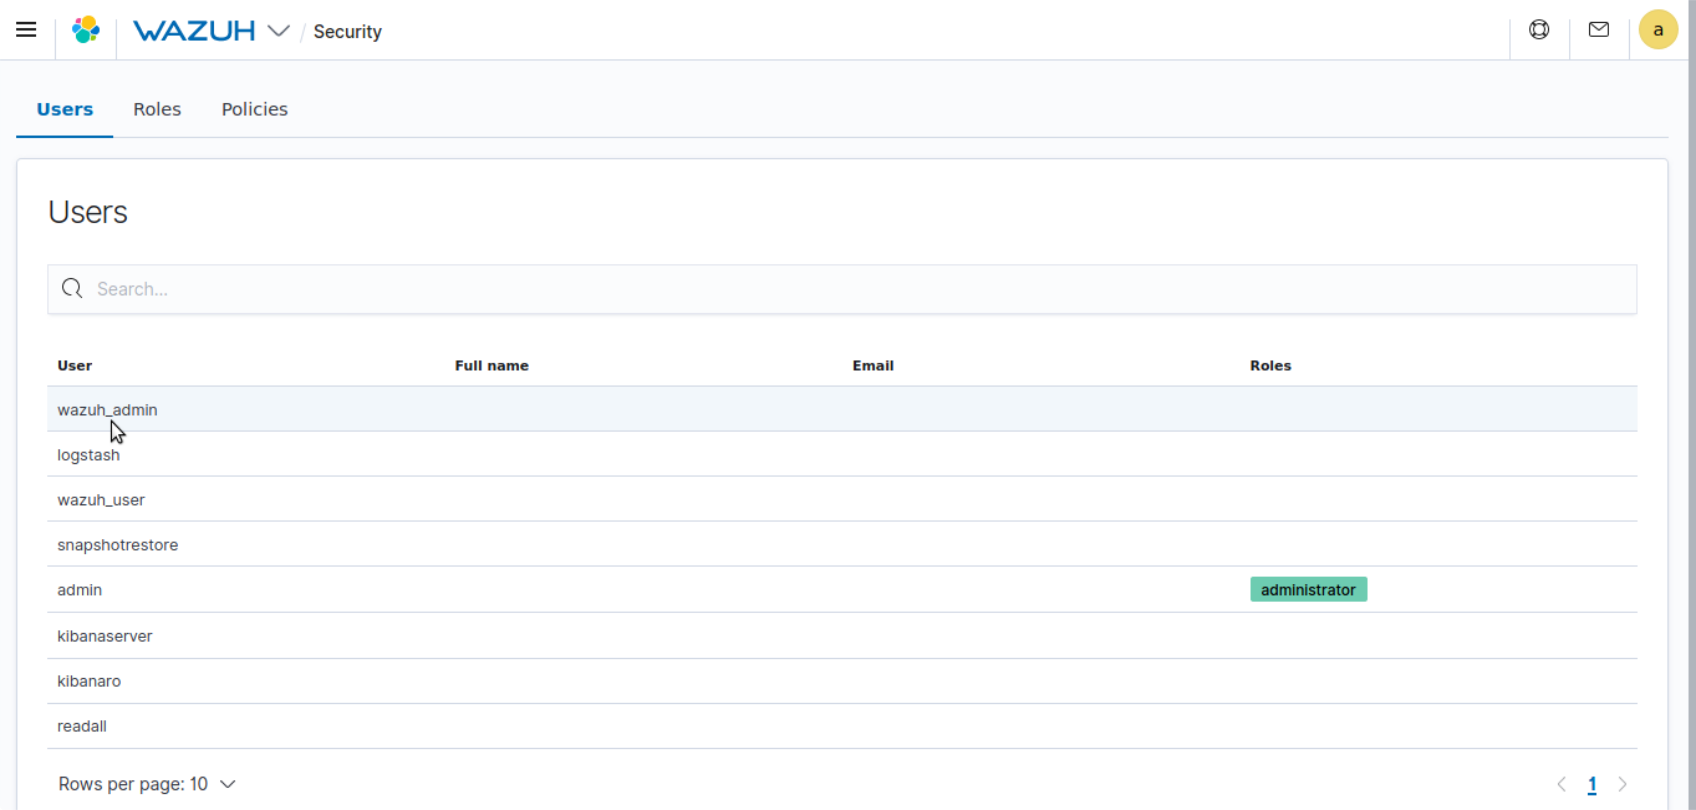 WAZUH / Security a
Users Roles Policies
Users
Search...
User Full name Email Roles
wazuh_admin
logstash
wazuh_user
snapshotrestore
admin administrator
kibanaserver
kibanaro
readall
Rows per page: 10 1